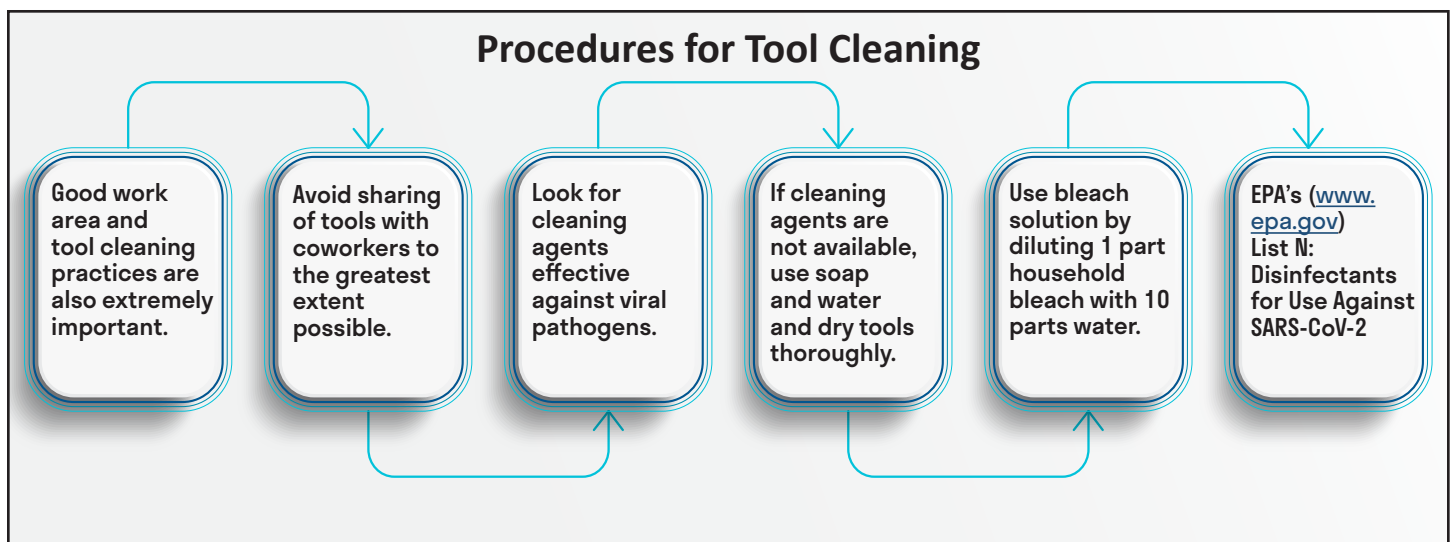 Procedures for Tool Cleaning
Good work
area and
tool cleaning
practices are
also extremely
important.
Avoid sharing
of tools with
coworkers to
the greatest
extent
possible.
Look for
cleaning
agents
effective
against viral
pathogens.
If cleaning
agents are
not available,
use soap
and water
and dry tools
thoroughly.
Use bleach
solution by
diluting 1 part
household
bleach with 10
parts water.
EPA’s (www.
epa.gov)
List N:
Disinfectants
for Use Against
SARS-CoV-2